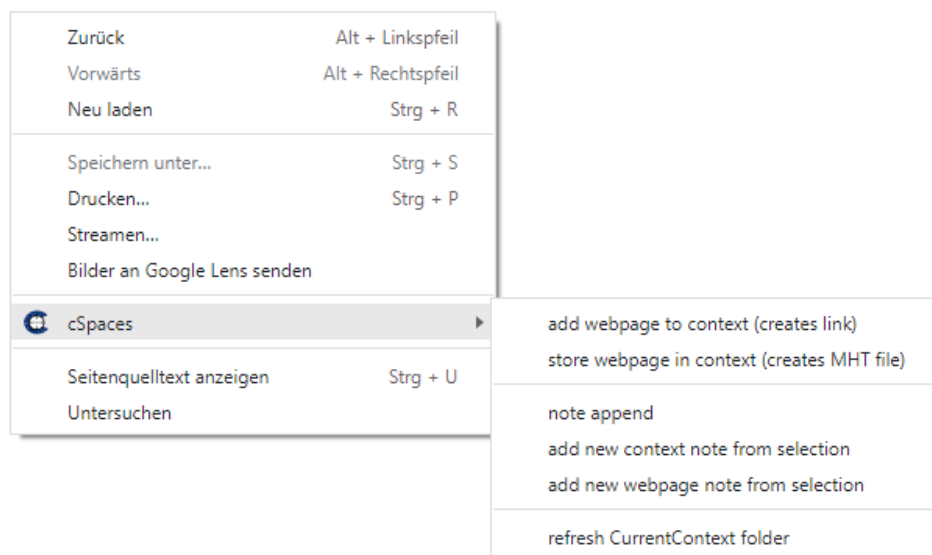 Zurück Alt + Linkspfeil
Vorwärts Alt + Rechtspfeil
Neu laden Strg + R
Speichern unter... Strg + S
Drucken... Strg + P
Streamen...
Bilder an Google Lens senden
cSpaces
Seitenquelltext anzeigen Strg + U
Untersuchen
add webpage to context (creates link)
store webpage in context (creates MHT file)
note append
add new context note from selection
add new webpage note from selection
refresh CurrentContext folder